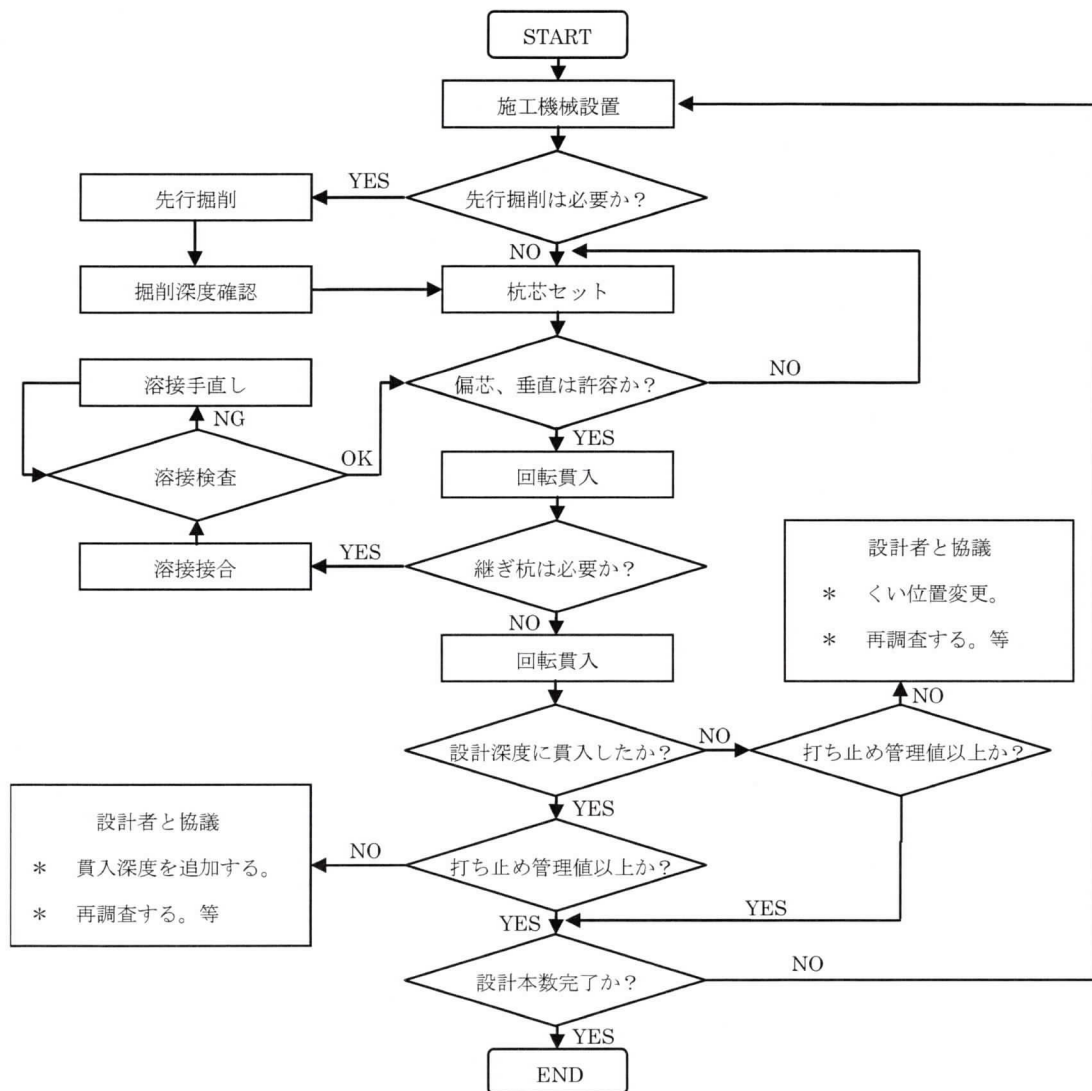 START
施工機械設置
YES
先行掘削は必要か？
先行掘削
NO
掘削深度確認
杭芯セット
溶接手直し
偏芯、垂直は許容か？
NO
NG
YES
溶接検査
OK
回転貫入
設計者と協議
＊ くい位置変更。
＊ 再調査する。等
溶接接合
YES
継ぎ杭は必要か？
NO
回転貫入
NO
設計深度に貫入したか？
NO
打ち止め管理値以上か？
YES
設計者と協議
＊ 貫入深度を追加する。
＊ 再調査する。等
NO
打ち止め管理値以上か？
YES
YES
設計本数完了か？
NO
YES
END